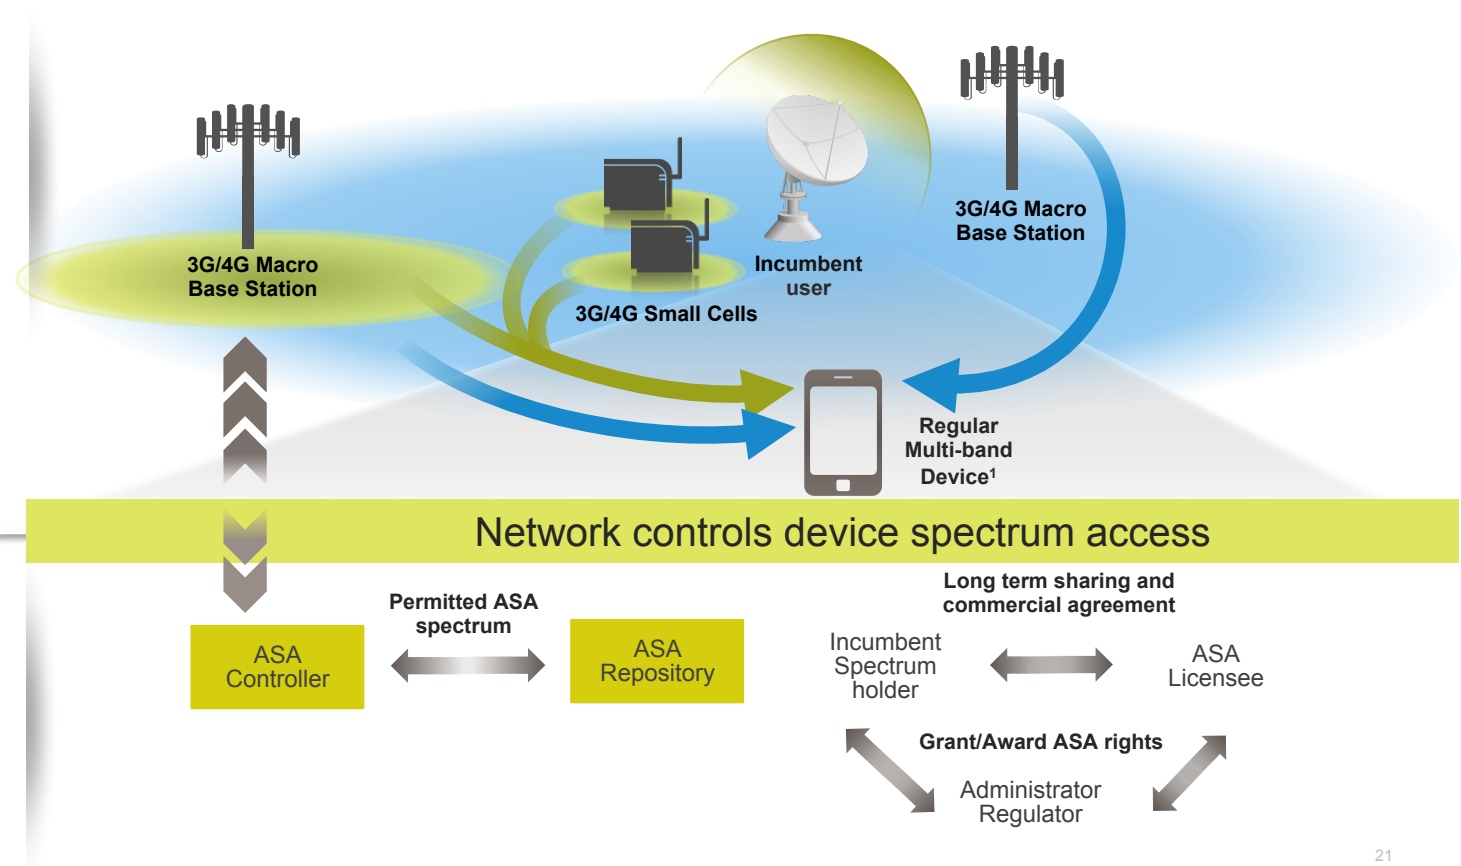 3G/4G Macro
Base Station
3G/4G Macro
Base Station
Incumbent
user
3G/4G Small Cells
Regular
Multi-band
Device¹
Network controls device spectrum access
Permitted ASA
spectrum
ASA
Controller
ASA
Repository
Long term sharing and
commercial agreement
Incumbent
Spectrum
holder
ASA
Licensee
Grant/Award ASA rights
Administrator
Regulator
21